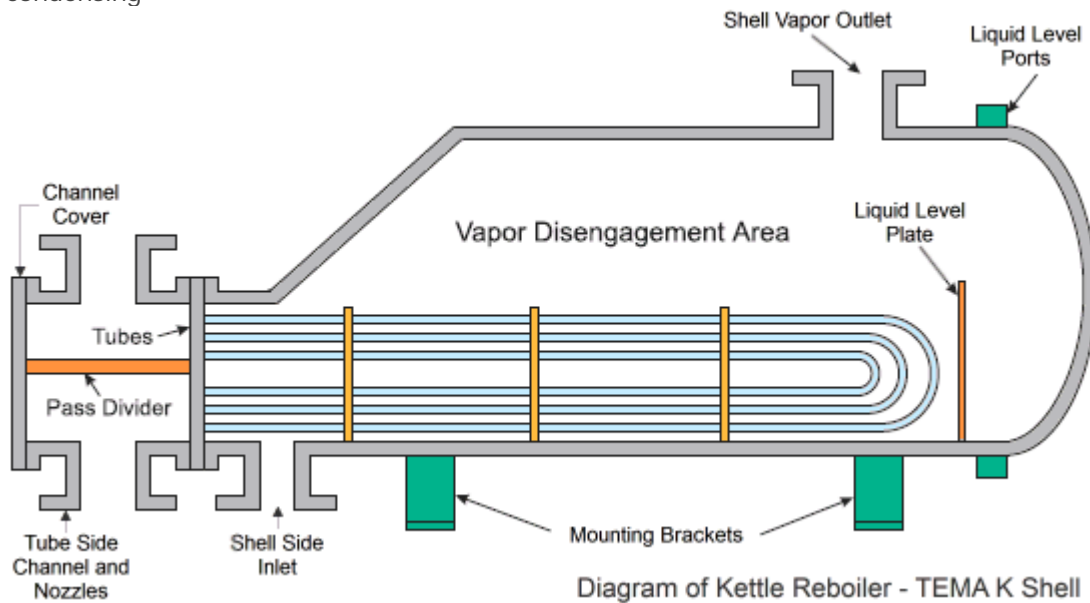 condensing
Shell Vapor Outlet
Liquid Level
Ports
Channel
Cover
Liquid Level
Plate
Vapor Disengagement Area
Tubes
Pass Divider
Tube Side
Channel and
Nozzles
Shell Side
Inlet
Mounting Brackets
Diagram of Kettle Reboiler - TEMA K Shell